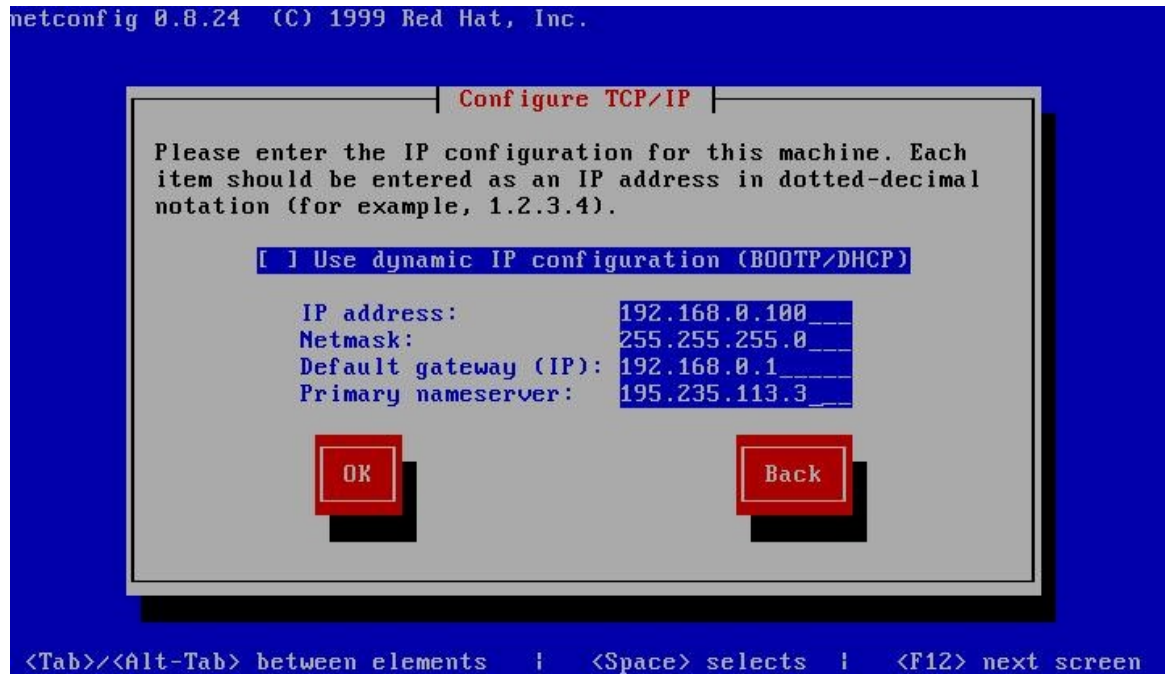 netconfig 0.8.24 (C) 1999 Red Hat, Inc.
Configure TCP/IP
Please enter the IP configuration for this machine. Each
item should be entered as an IP address in dotted-decimal
notation (for example, 1.2.3.4).
[ ] Use dynamic IP configuration (BOOTP/DHCP)
IP address: 192.168.0.100___
Netmask: 255.255.255.0___
Default gateway (IP): 192.168.0.1_____
Primary nameserver: 195.235.113.3___
OK Back
<Tab>/<Alt-Tab> between elements | <Space> selects | <F12> next screen